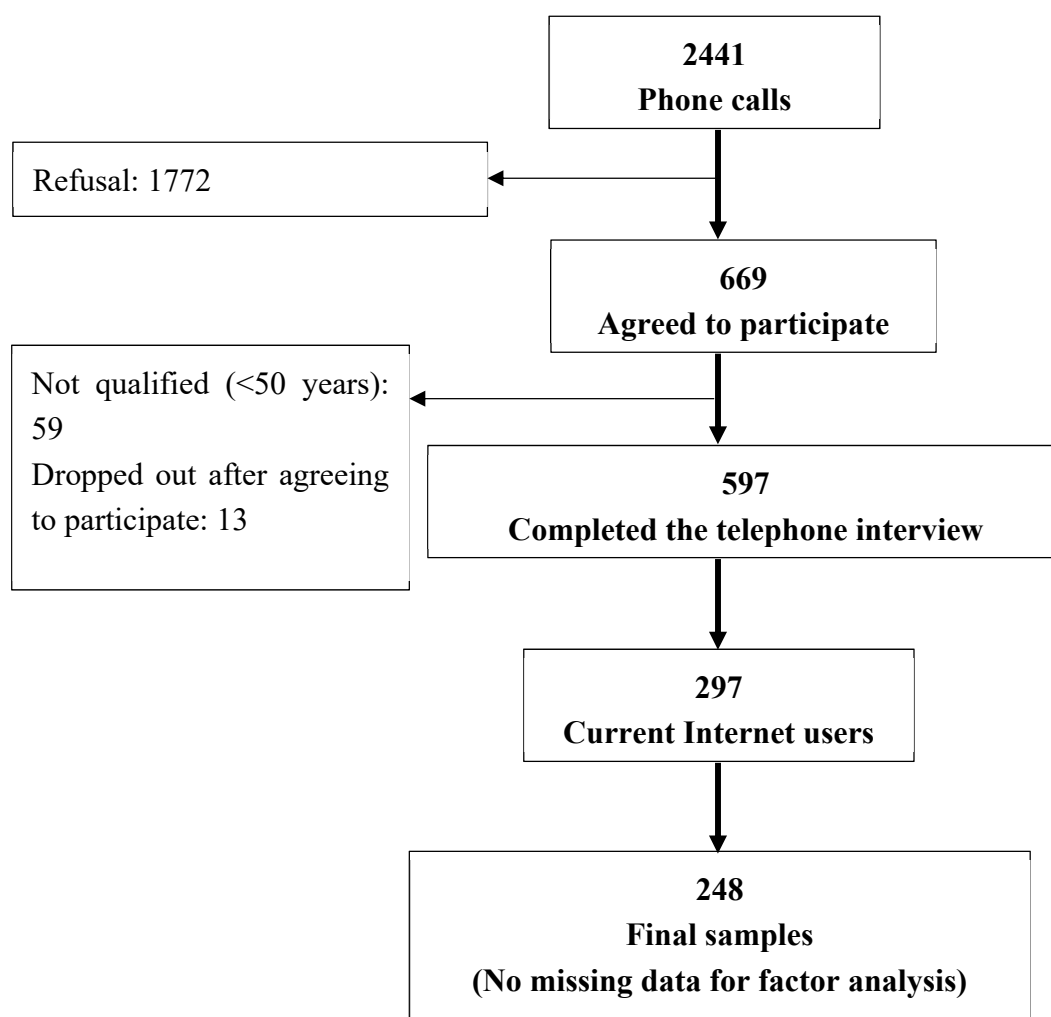 2441
Phone calls
Refusal: 1772
669
Agreed to participate
Not qualified (<50 years):
59
Dropped out after agreeing
to participate: 13
597
Completed the telephone interview
297
Current Internet users
248
Final samples
(No missing data for factor analysis)